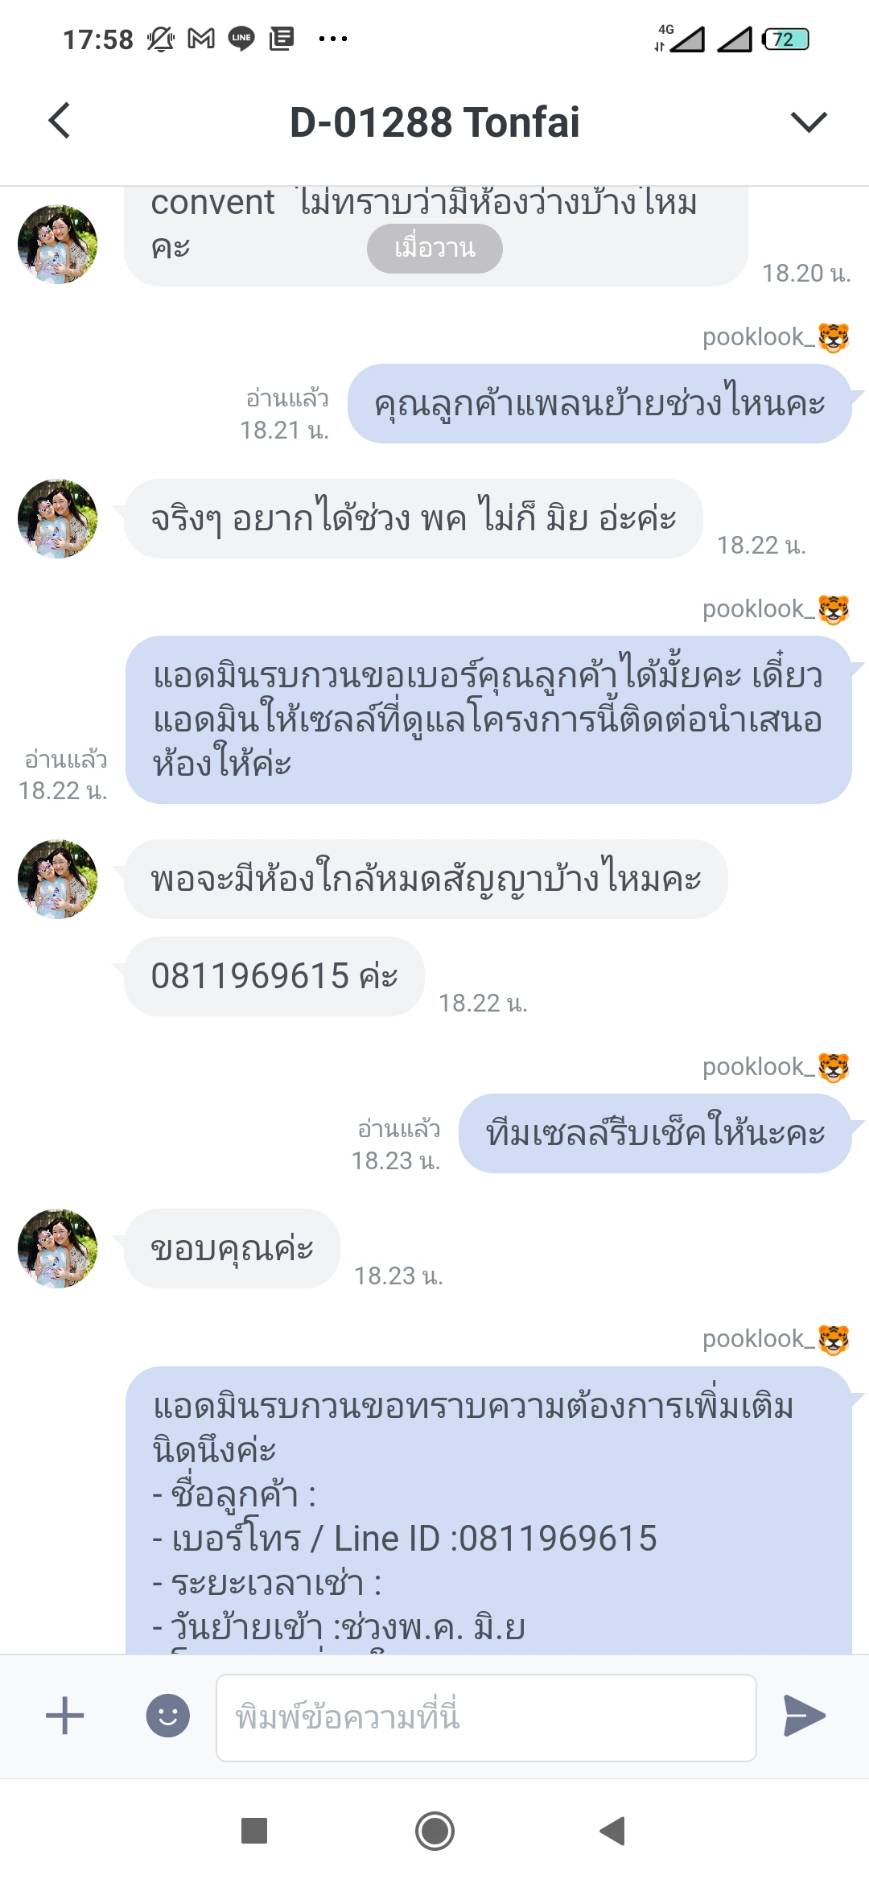 17:58
LINE
4G
72
D-01288 Tonfai
convent ไม่ทราบว่ามีห้องว่างบ้างไหม
คะ
เมื่อวาน
18.20 น.
pooklook_🐯
คุณลูกค้าแพลนย้ายช่วงไหนคะ
อ่านแล้ว
18.21 น.
จริงๆ อยากได้ช่วง พค ไม่ก็ มิย อ่ะค่ะ
18.22 น.
pooklook_🐯
แอดมินรบกวนขอเบอร์คุณลูกค้าได้มั้ยคะ เดี๋ยว
แอดมินให้เซลล์ที่ดูแลโครงการนี้ติดต่อนำเสนอ
ห้องให้ค่ะ
อ่านแล้ว
18.22 น.
พอจะมีห้องใกล้หมดสัญญาบ้างไหมคะ
0811969615 ค่ะ
18.22 น.
pooklook_🐯
ทีมเซลล์รีบเช็คให้นะคะ
อ่านแล้ว
18.23 น.
ขอบคุณค่ะ
18.23 น.
pooklook_🐯
แอดมินรบกวนขอทราบความต้องการเพิ่มเติม
นิดนึงค่ะ
- ชื่อลูกค้า :
- เบอร์โทร / Line ID :0811969615
- ระยะเวลาเช่า :
- วันย้ายเข้า :ช่วงพ.ค. มิ.ย
พิมพ์ข้อความที่นี่